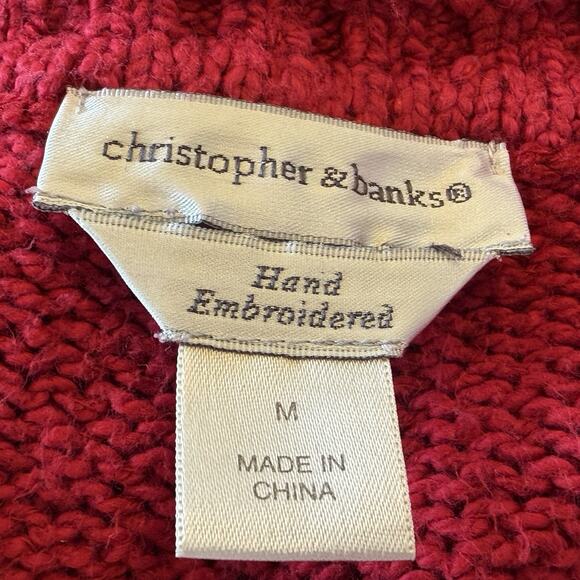 christopher & banks®
Hand
Embroidered
M
MADE IN
CHINA